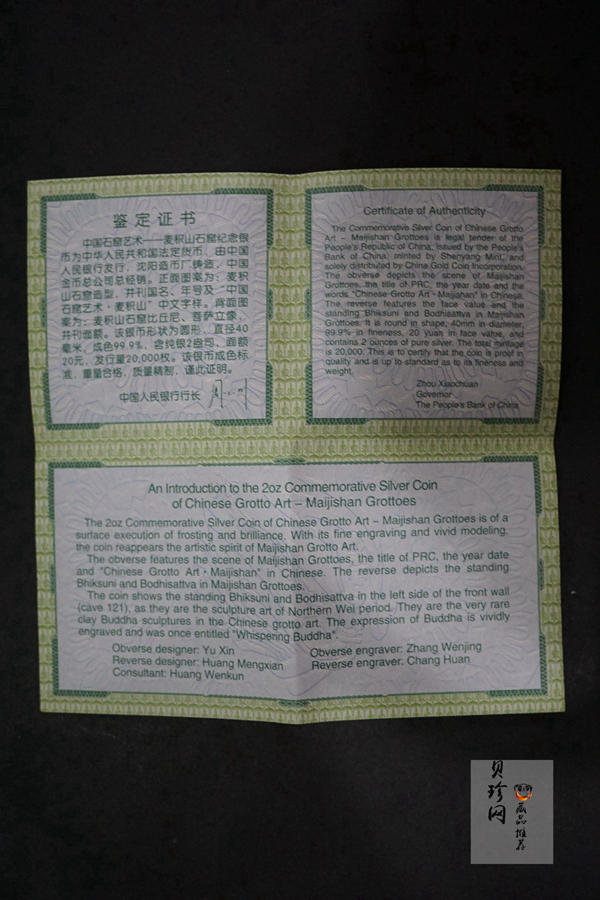 鉴定证书
中国石窟艺术——麦积山石窟纪念银
币为中华人民共和国法定货币，由中国
人民银行发行，沈阳造币厂铸造，中国
金币总公司总经销。正面图案为：麦积
山石窟造型，并刊国名、年号及“中国
石窟艺术·麦积山”中文字样。背面图
案为：麦积山石窟比丘尼、菩萨立像，
并刊面额。该银币形状为圆形，直径40
毫米，成色99.9%，含纯银2盎司，面额
20元，发行量20,000枚。该银币成色标
准，重量合格，质量精制，谨此证明。
中国人民银行行长
Certificate of Authenticity
The Commemorative Silver Coin of Chinese Grotto
Art – Maijishan Grottoes is legal tender of the
People's Republic of China, issued by the People's
Bank of China, minted by Shenyang Mint, and
solely distributed by China Gold Coin Incorporation.
The obverse depicts the scene of Maijishan
Grottoes, the title of PRC, the year date and the
words "Chinese Grotto Art·Maijishan" in Chinese.
The reverse features the face value and the
standing Bhiksuni and Bodhisattva in Maijishan
Grottoes. It is round in shape, 40mm in diameter,
99.9% in fineness, 20 yuan in face value, and
contains 2 ounces of pure silver. The total mintage
is 20,000. This is to certify that the coin is proof in
quality and is up to standard as to its fineness and
weight.
Zhou Xiaochuan
Governor
The People's Bank of China
An Introduction to the 2oz Commemorative Silver Coin
of Chinese Grotto Art – Maijishan Grottoes
The 2oz Commemorative Silver Coin of Chinese Grotto Art – Maijishan Grottoes is of a
surface execution of frosting and brilliance. With its fine engraving and vivid modeling,
the coin reappears the artistic spirit of Maijishan Grotto Art.
The obverse features the scene of Maijishan Grottoes, the title of PRC, the year date
and "Chinese Grotto Art·Maijishan" in Chinese. The reverse depicts the standing
Bhiksuni and Bodhisattva in Maijishan Grottoes.
The coin shows the standing Bhiksuni and Bodhisattva in the left side of the front wall
(cave 121), as they are the sculpture art of Northern Wei period. They are the very rare
clay Buddha sculptures in the Chinese grotto art. The expression of Buddha is vividly
engraved and was once entitled "Whispering Buddha".
Obverse designer: Yu Xin
Reverse designer: Huang Mengxian
Consultant: Huang Wenkun
Obverse engraver: Zhang Wenjing
Reverse engraver: Chang Huan
贝珍网
藏品推荐